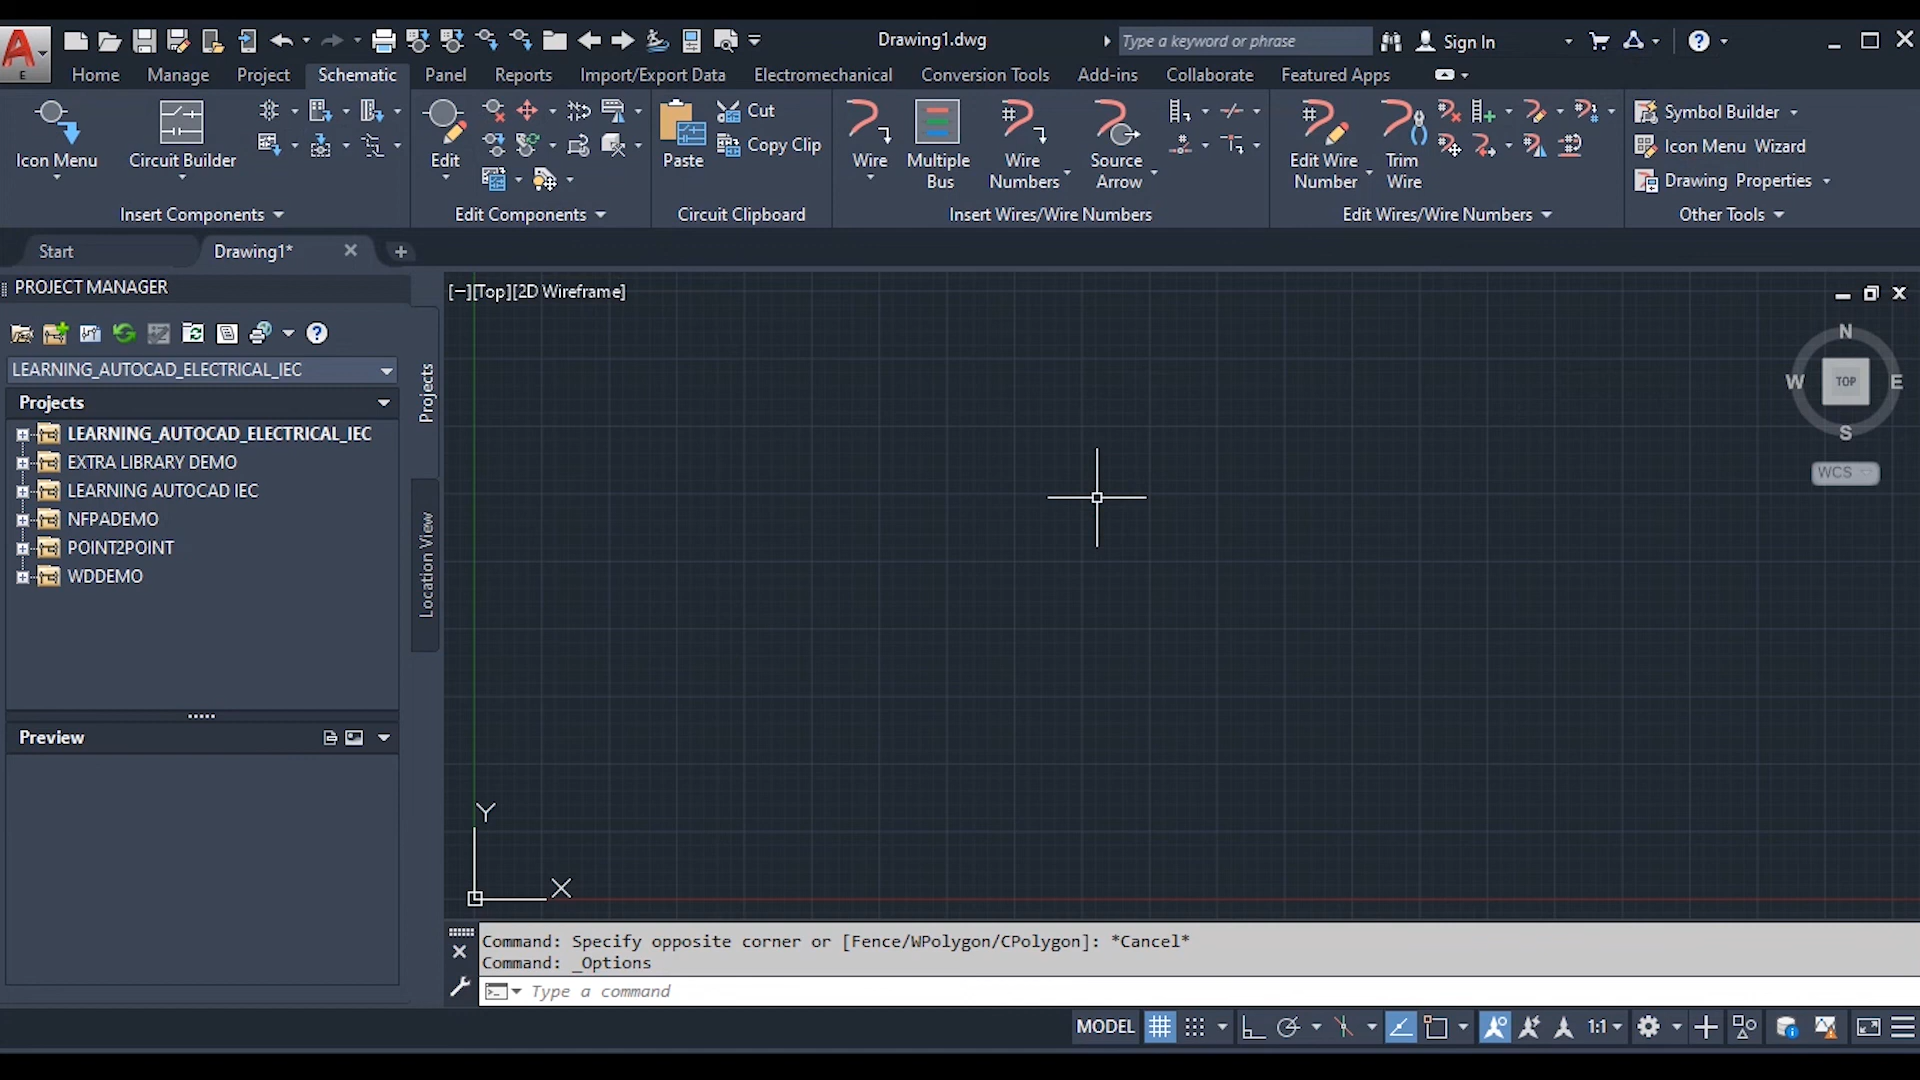 Drawing1.dwg
Type a keyword or phrase
Sign In
E
Home Manage Project Schematic Panel Reports Import/Export Data Electromechanical Conversion Tools Add-ins Collaborate Featured Apps
Icon Menu
Circuit Builder
Insert Components
Edit
Edit Components
Paste
Cut
Copy Clip
Circuit Clipboard
Wire
Multiple
Bus
Wire
Numbers
Source
Arrow
Insert Wires/Wire Numbers
Edit Wire
Number
Trim
Wire
Edit Wires/Wire Numbers
Symbol Builder
Icon Menu Wizard
Drawing Properties
Other Tools
Start
Drawing1*
PROJECT MANAGER
LEARNING_AUTOCAD_ELECTRICAL_IEC
Projects
LEARNING_AUTOCAD_ELECTRICAL_IEC
EXTRA LIBRARY DEMO
LEARNING AUTOCAD IEC
NFPADEMO
POINT2POINT
WDDEMO
Preview
Projects
Location View
[−][Top][2D Wireframe]
N
W TOP E
S
WCS
Y
X
Command: Specify opposite corner or [Fence/WPolygon/CPolygon]: *Cancel*
Command: _Options
Type a command
MODEL
1:1